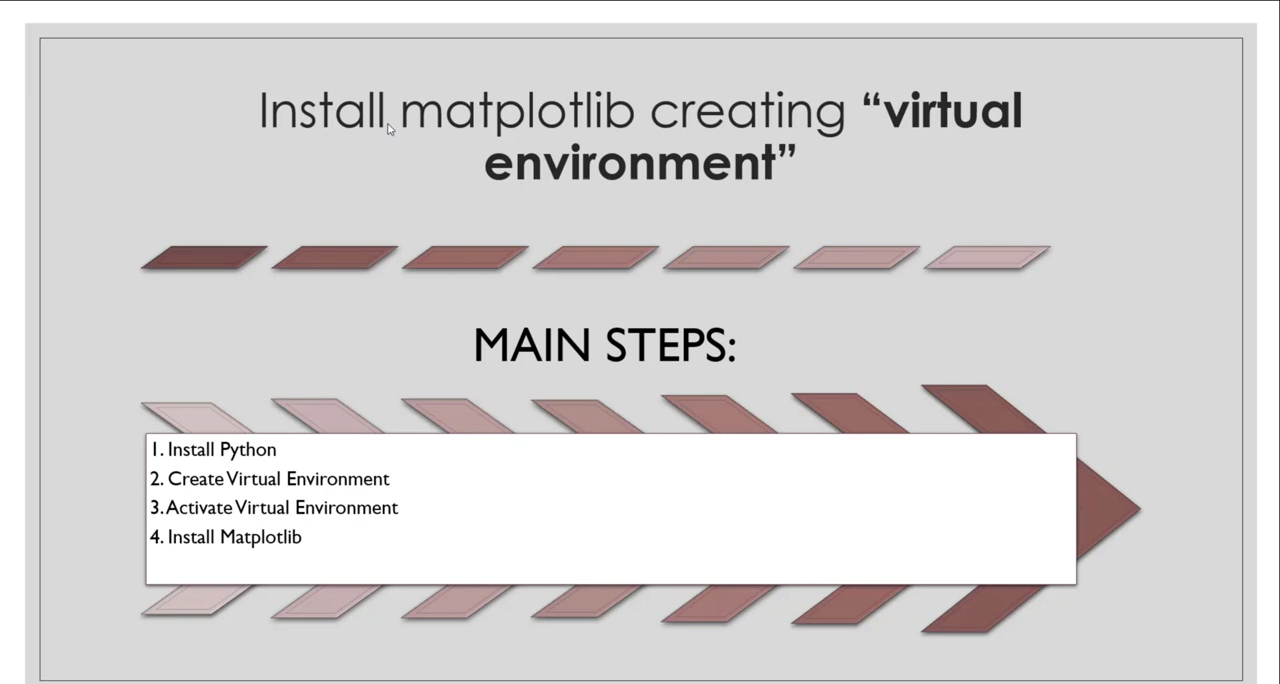 Install matplotlib creating “virtual
environment”
MAIN STEPS:
1. Install Python
2. Create Virtual Environment
3. Activate Virtual Environment
4. Install Matplotlib